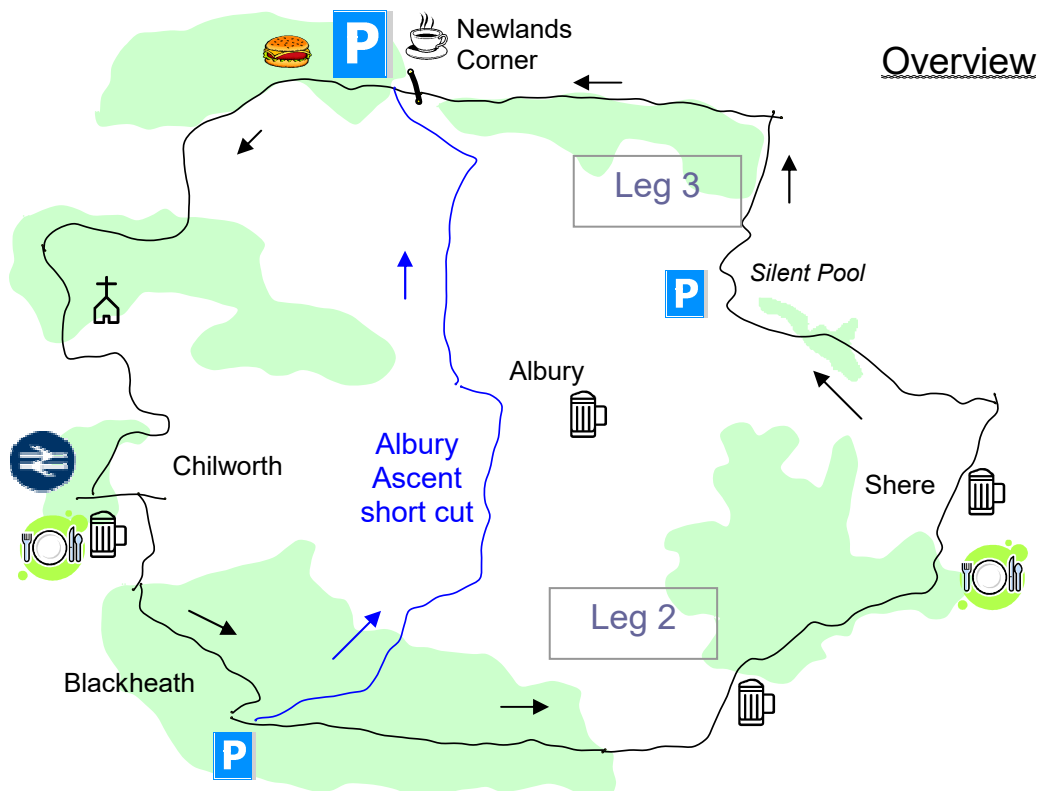 Newlands
Corner
Overview
P
Leg 3
Silent Pool
P
Albury
Albury
Ascent
short cut
Chilworth
Shere
Leg 2
Blackheath
P